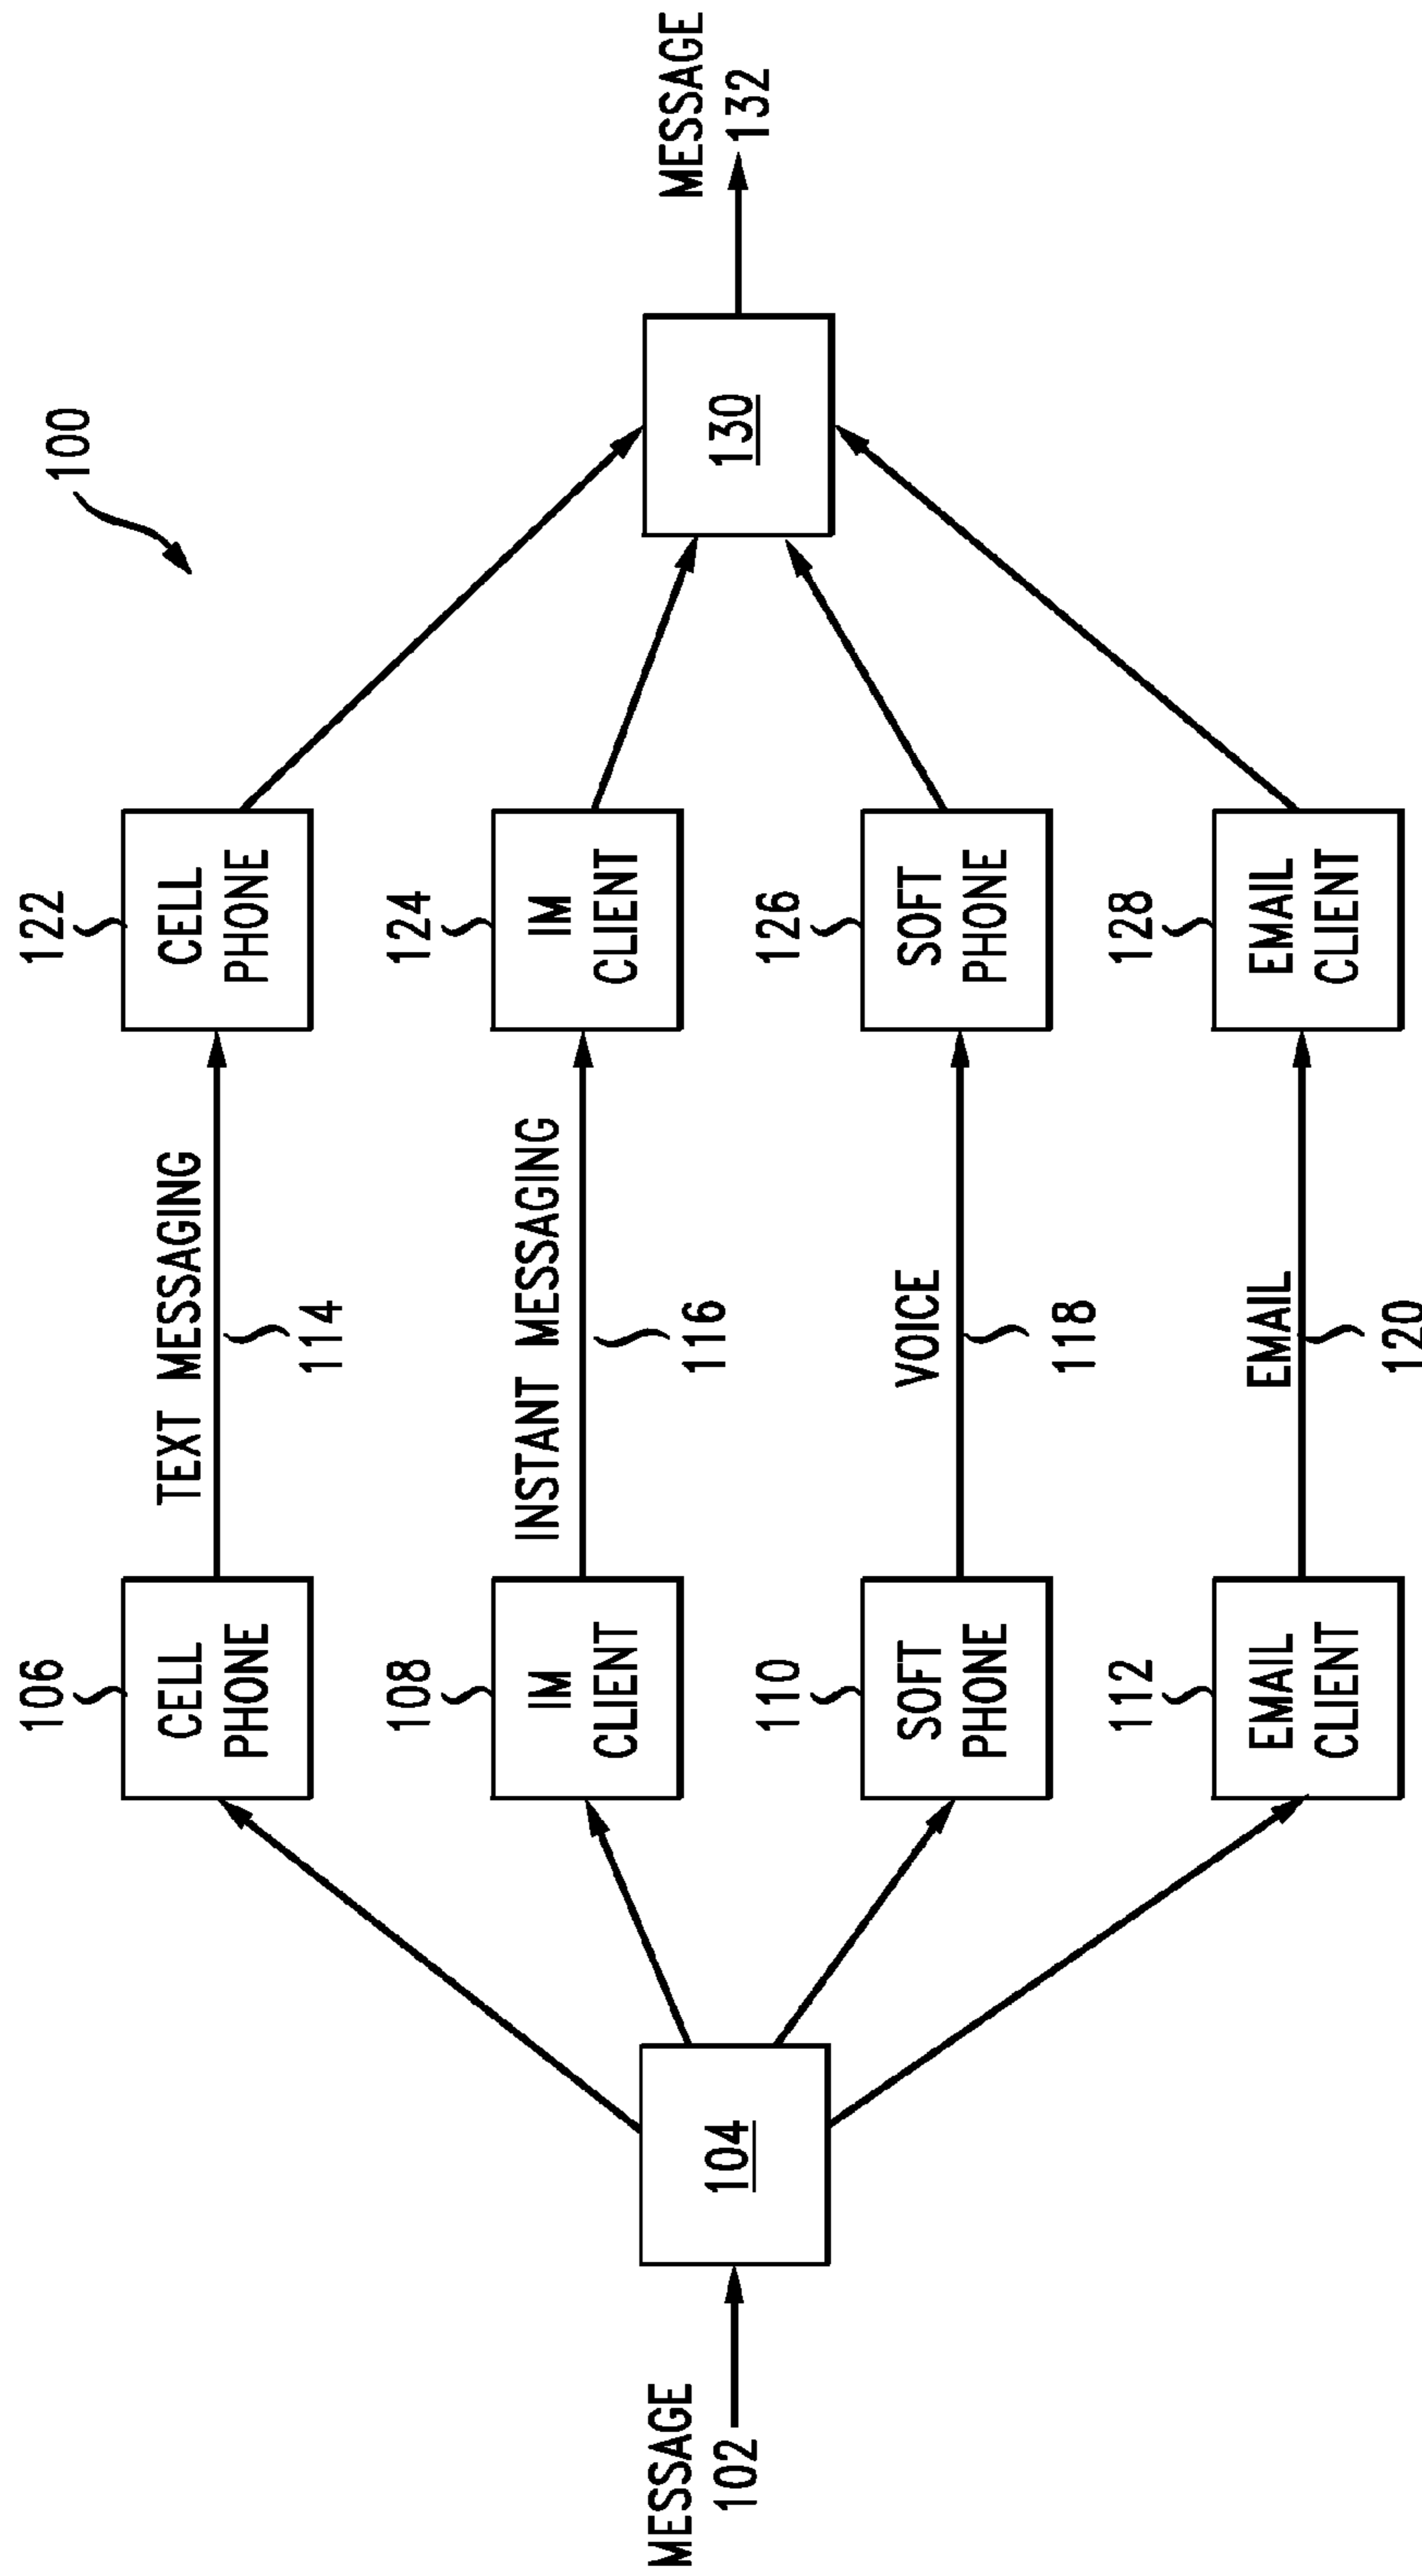 100
122
CELL
PHONE
TEXT MESSAGING
114
106
CELL
PHONE
124
IM
CLIENT
INSTANT MESSAGING
116
108
IM
CLIENT
MESSAGE
132
130
104
MESSAGE
102
126
SOFT
PHONE
VOICE
118
110
SOFT
PHONE
128
EMAIL
CLIENT
EMAIL
120
112
EMAIL
CLIENT